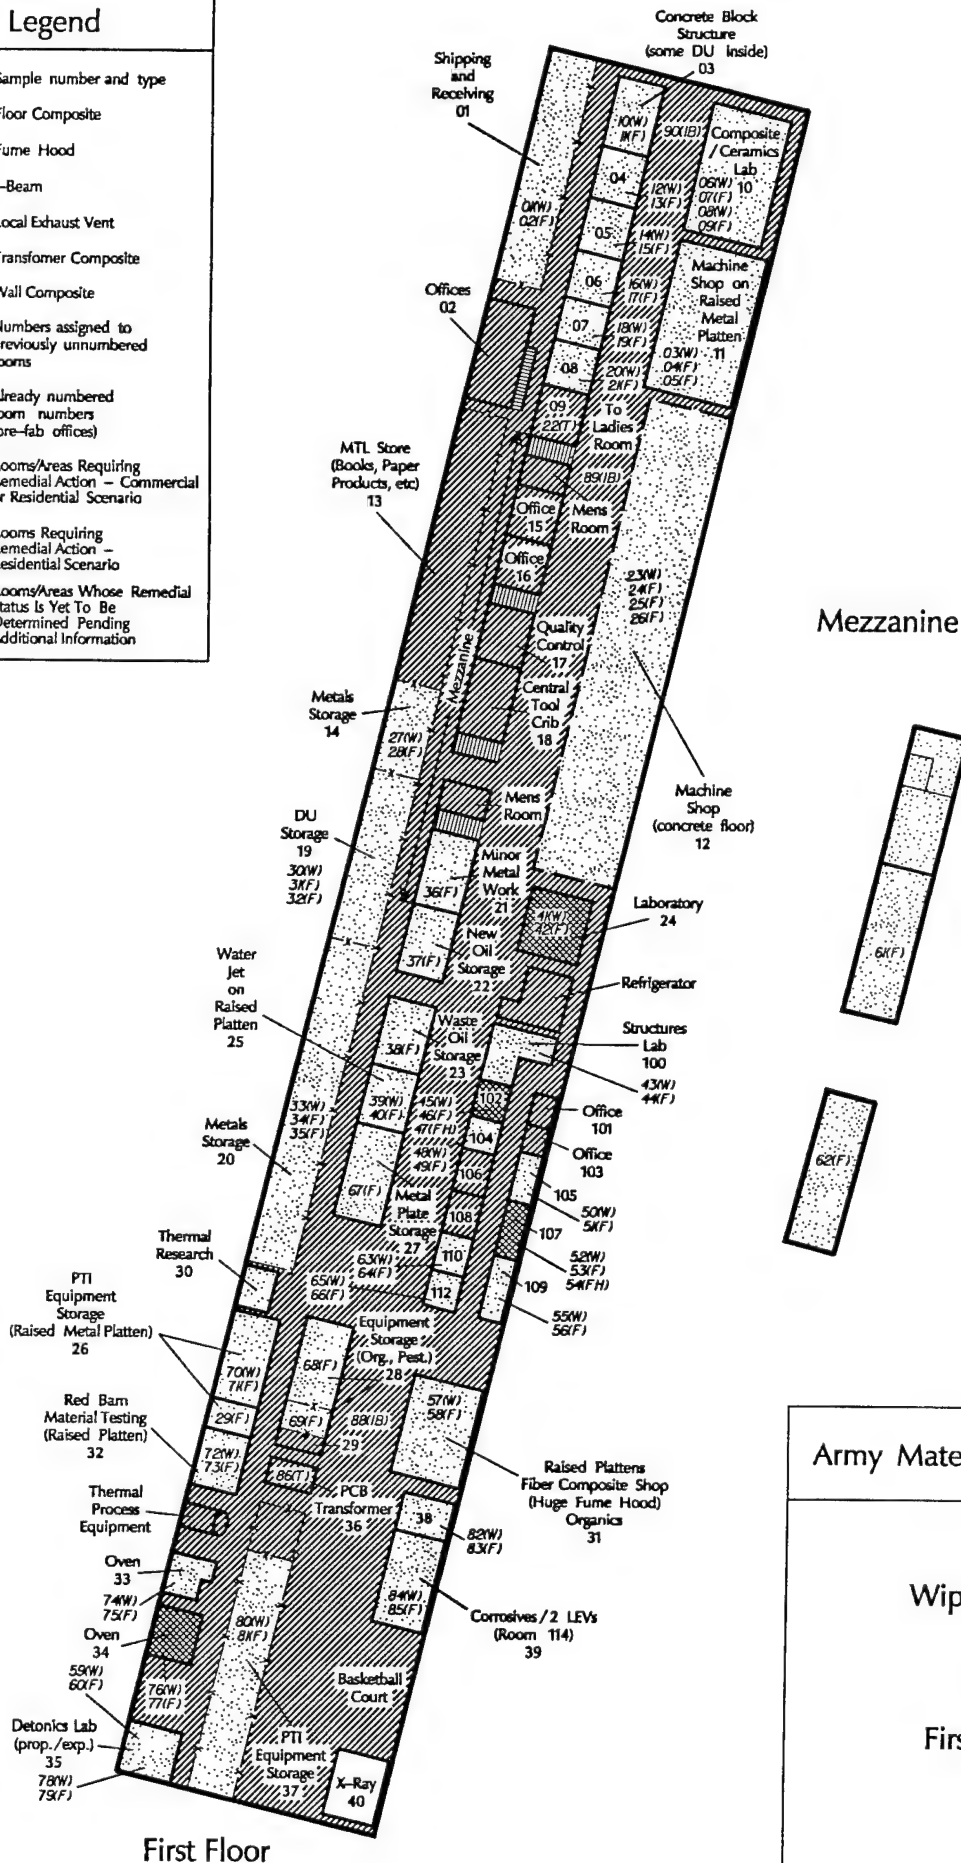 Legend
Sample number and type
Floor Composite
Fume Hood
-Beam
Local Exhaust Vent
Transfomer Composite
Wall Composite
Numbers assigned to
previously unnumbered
rooms
Already numbered
room numbers
(pre-fab offices)
Rooms/Areas Requiring
Remedial Action – Commercial
or Residential Scenario
Rooms Requiring
Remedial Action –
Residential Scenario
Rooms/Areas Whose Remedial
Status Is Yet To Be
Determined Pending
Additional Information
Concrete Block
Structure
(some DU Inside)
03
Shipping
and
Receiving
01
10(W)
11(F)
90(IB)
Composite
/Ceramics
Lab
10
06(W)
07(F)
08(W)
09(F)
04
12(W)
13(F)
01(W)
02(F)
05
14(W)
15(F)
Machine
Shop on
Raised
Metal
Platten
11
03(W)
04(F)
05(F)
06
16(W)
17(F)
Offices
02
07
18(W)
19(F)
08
20(W)
21(F)
09
22(T)
To
Ladies
Room
MTL Store
(Books, Paper
Products, etc)
13
89(IB)
Office
15
Mens
Room
Office
16
23(W)
24(F)
25(F)
26(F)
Mezzanine
Quality
Control
17
Mezzanine
Central
Tool
Crib
18
Metals
Storage
14
27(W)
28(F)
Mens
Room
Machine
Shop
(concrete floor)
12
DU
Storage
19
30(W)
31(F)
32(F)
Minor
Metal
Work
21
36(F)
Laboratory
24
41(W)
42(F)
New
Oil
Storage
22
37(F)
61(F)
Water
Jet
on
Raised
Platten
25
Refrigerator
Waste
Oil
Storage
23
38(F)
Structures
Lab
100
43(W)
44(F)
39(W)
40(F)
45(W)
46(F)
47(FH)
102
Office
101
33(W)
34(F)
35(F)
Metals
Storage
20
48(W)
49(F)
104
Office
103
62(F)
106
105
67(F)
Metal
Plate
Storage
27
108
50(W)
51(F)
107
Thermal
Research
30
63(W)
64(F)
110
52(W)
53(F)
54(FH)
65(W)
66(F)
112
109
55(W)
56(F)
PTI
Equipment
Storage
(Raised Metal Platten)
26
Equipment
Storage
(Org., Pest.)
28
68(F)
70(W)
71(F)
57(W)
58(F)
Red Barn
Material Testing
(Raised Platten)
32
29(F)
69(F)
88(IB)
29
72(W)
73(F)
86(T)
PCB
Transformer
36
Raised Plattens
Fiber Composite Shop
(Huge Fume Hood)
Organics
31
Army Mate
Thermal
Process
Equipment
38
82(W)
83(F)
Oven
33
74(W)
75(F)
84(W)
85(F)
Corrosives/2 LEVs
(Room 114)
39
Wip
Oven
34
80(W)
81(F)
59(W)
60(F)
76(W)
77(F)
Basketball
Court
Detonics Lab
(prop./exp.)
35
78(W)
79(F)
PTI
Equipment
Storage
37
X-Ray
40
Firs
First Floor